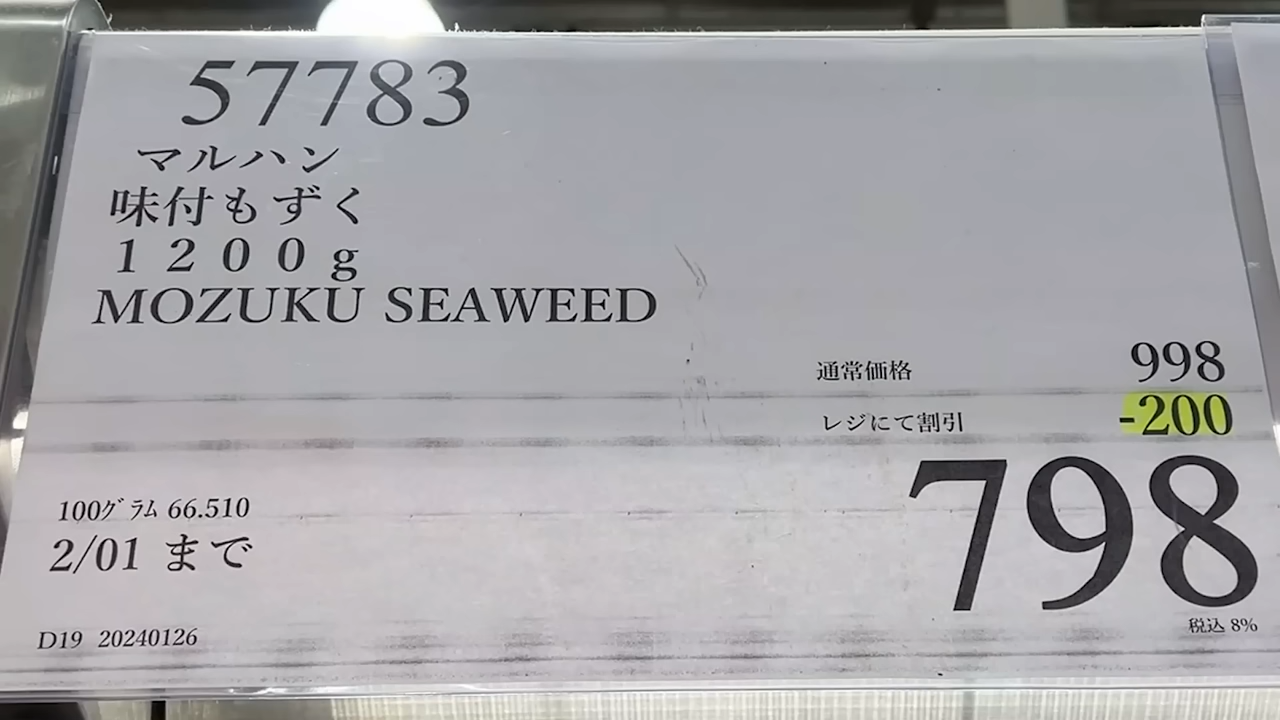 57783
マルハン
味付もずく
１２００ｇ
MOZUKU SEAWEED
通常価格 998
レジにて割引 -200
798
税込 8%
100ｸﾞﾗﾑ 66.510
2/01 まで
D19 20240126